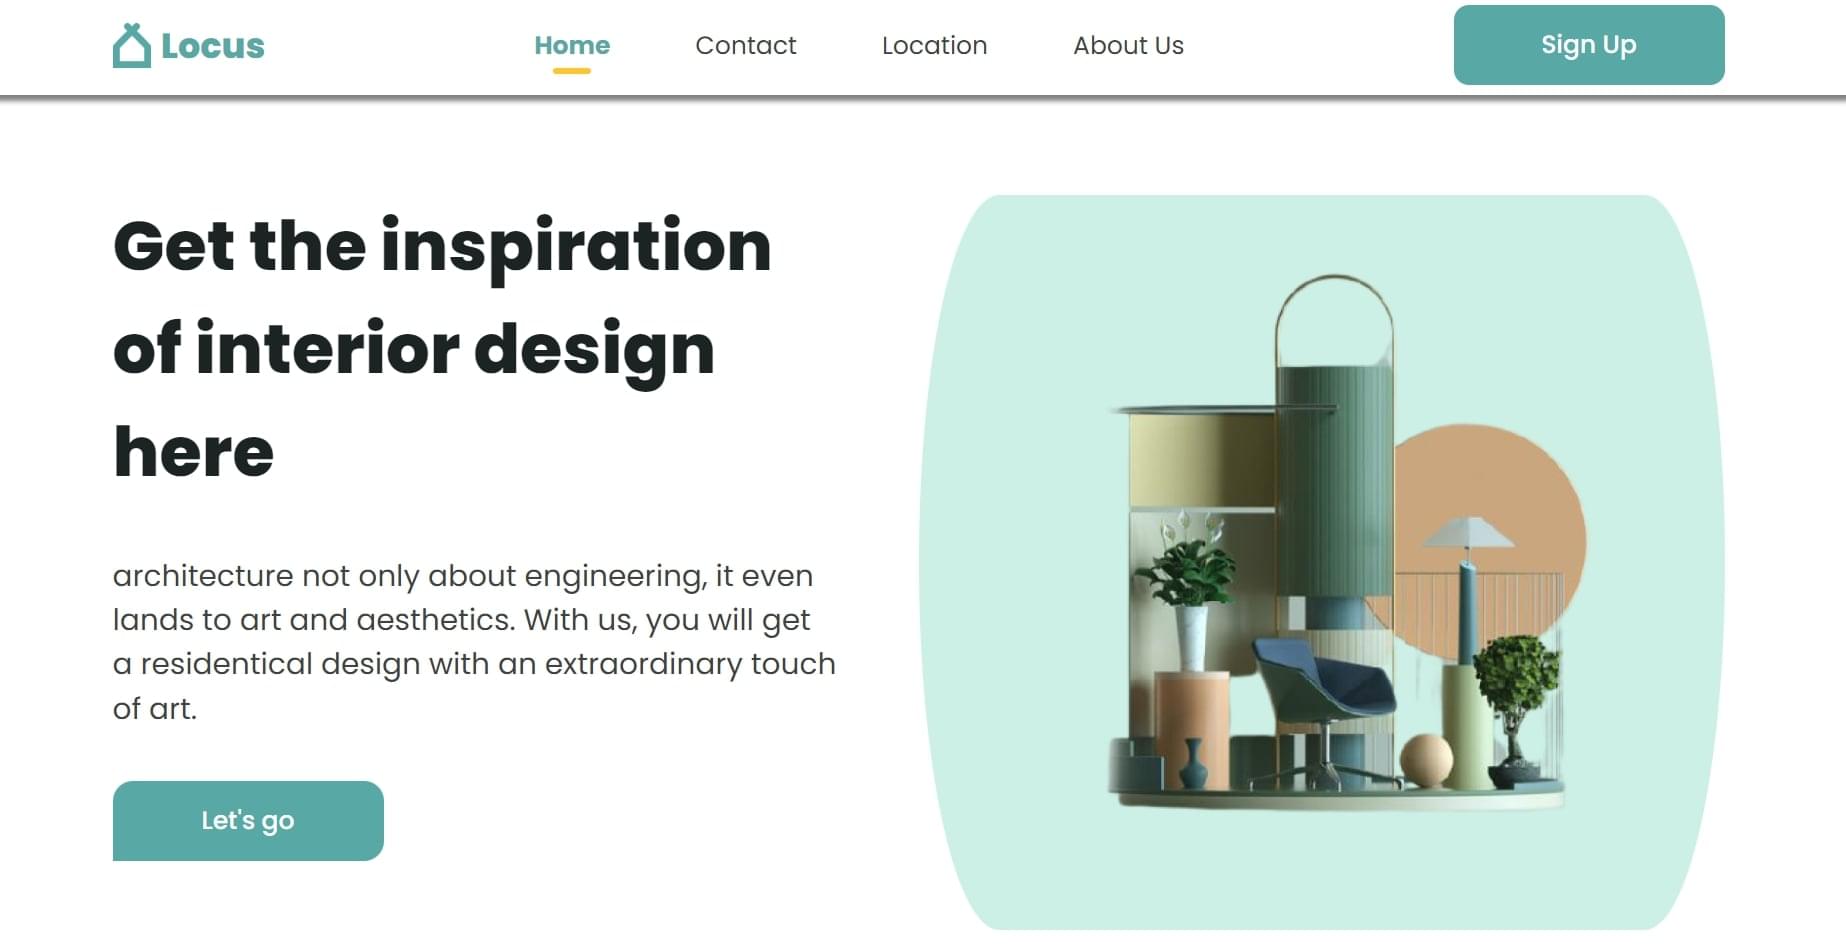 Locus
Home
Contact
Location
About Us
Sign Up
Get the inspiration
of interior design
here
architecture not only about engineering, it even
lands to art and aesthetics. With us, you will get
a residentical design with an extraordinary touch
of art.
Let's go